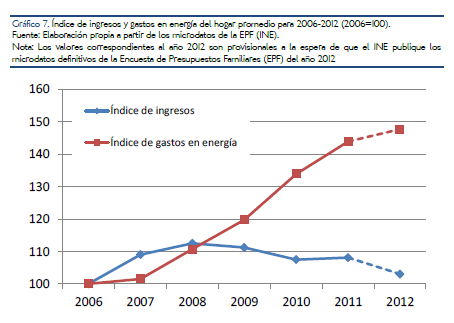 Gráfico 7. Índice de ingresos y gastos en energía del hogar promedio para 2006-2012 (2006=100).
Fuente: Elaboración propia a partir de los microdatos de la EPF (INE).
Nota: Los valores correspondientes al año 2012 son provisionales a la espera de que el INE publique los
microdatos definitivos de la Encuesta de Presupuestos Familiares (EPF) del año 2012
160
150
140
130
120
110
100
Índice de ingresos
Índice de gastos en energía
2006 2007 2008 2009 2010 2011 2012